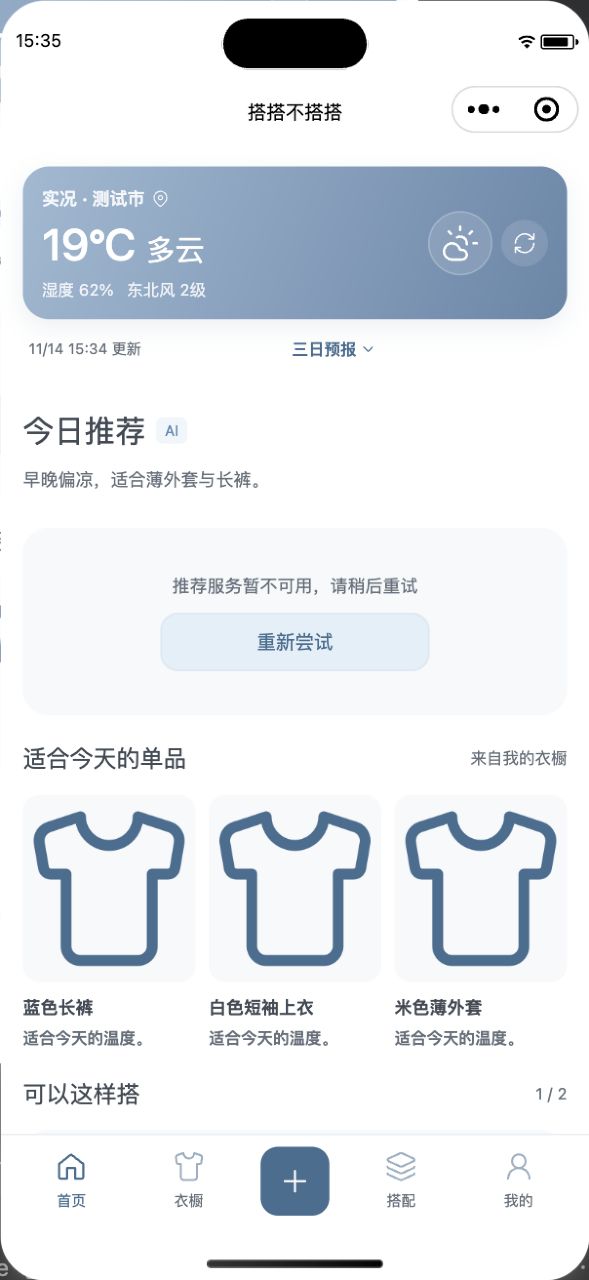 15:35
搭搭不搭搭
实况 · 测试市
19°C 多云
湿度 62% 东北风 2级
11/14 15:34 更新 三日预报
今日推荐 AI
早晚偏凉，适合薄外套与长裤。
推荐服务暂不可用，请稍后重试
重新尝试
适合今天的单品 来自我的衣橱
蓝色长裤 白色短袖上衣 米色薄外套
适合今天的温度。 适合今天的温度。 适合今天的温度。
可以这样搭 1 / 2
首页 衣橱 搭配 我的